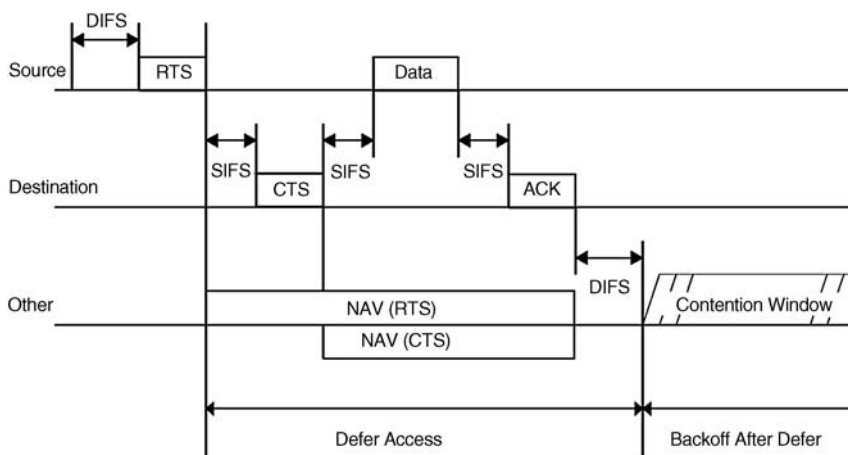 DIFS
Source
RTS
Data
SIFS
SIFS
SIFS
Destination
CTS
ACK
DIFS
Other
NAV (RTS)
Contention Window
NAV (CTS)
Defer Access
Backoff After Defer